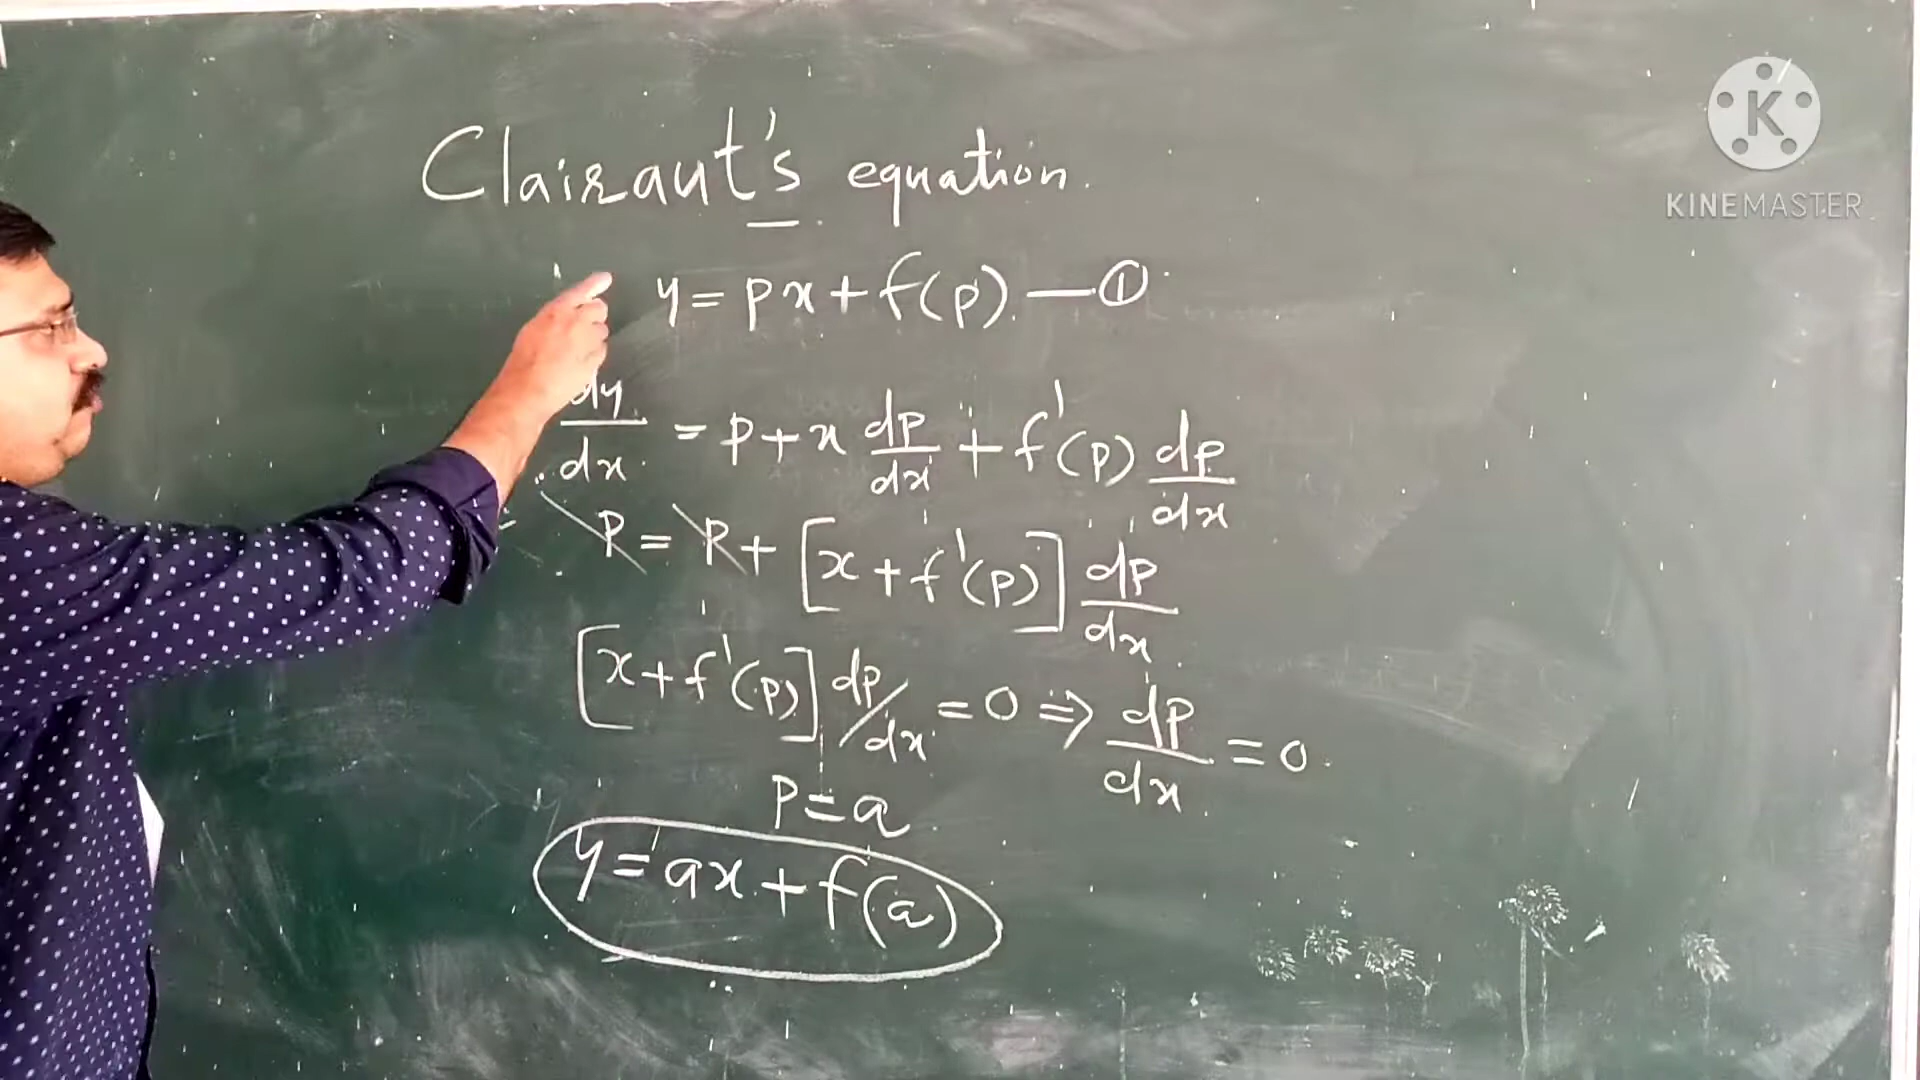 Clairaut's equation.
y = px + f(p) — ①
dy/dx = p + x dp/dx + f'(p) dp/dx
= p = p + [x + f'(p)] dp/dx
[x + f'(p)] dp/dx = 0 ⇒ dp/dx = 0.
p = a.
y = ax + f(a)
K
KINEMASTER